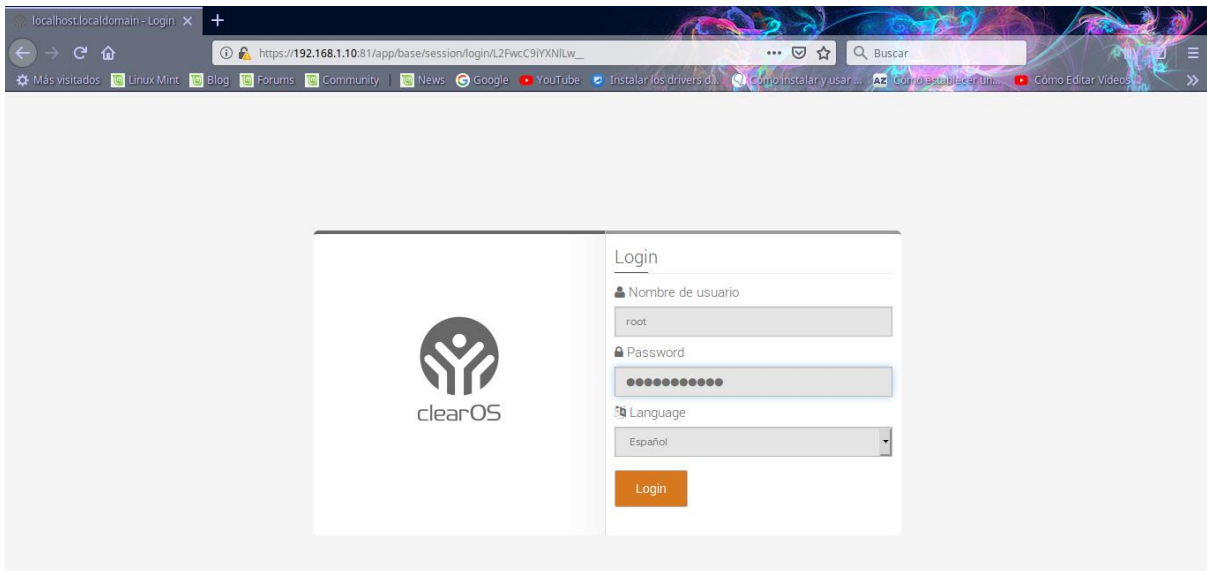 localhost.localdomain - Login
https://192.168.1.10:81/app/base/session/login/L2FwcC9iYXNlLw__
Buscar
Más visitados
Linux Mint
Blog
Forums
Community
News
Google
YouTube
Instalar los drivers d...
Cómo instalar y usar ...
Cómo establecer un...
Cómo Editar Vídeos
clearOS
Login
Nombre de usuario
root
Password
Language
Español
Login